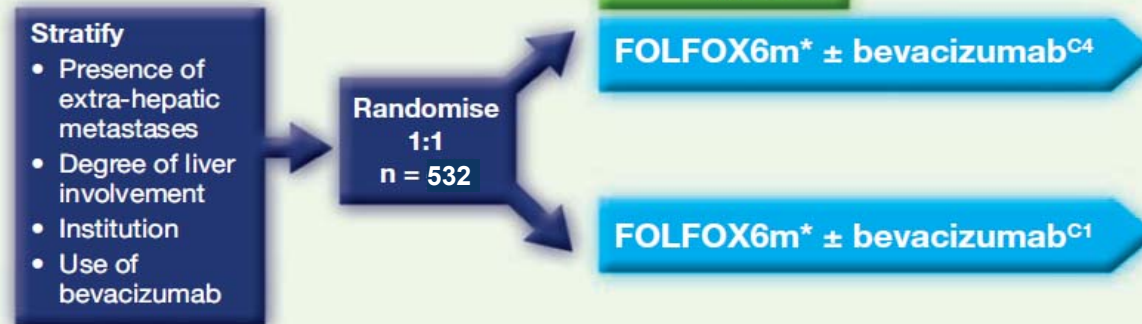 Stratify
• Presence of
extra-hepatic
metastases
• Degree of liver
involvement
• Institution
• Use of
bevacizumab
Randomise
1:1
n = 532
FOLFOX6m* ± bevacizumabC4
FOLFOX6m* ± bevacizumabC1